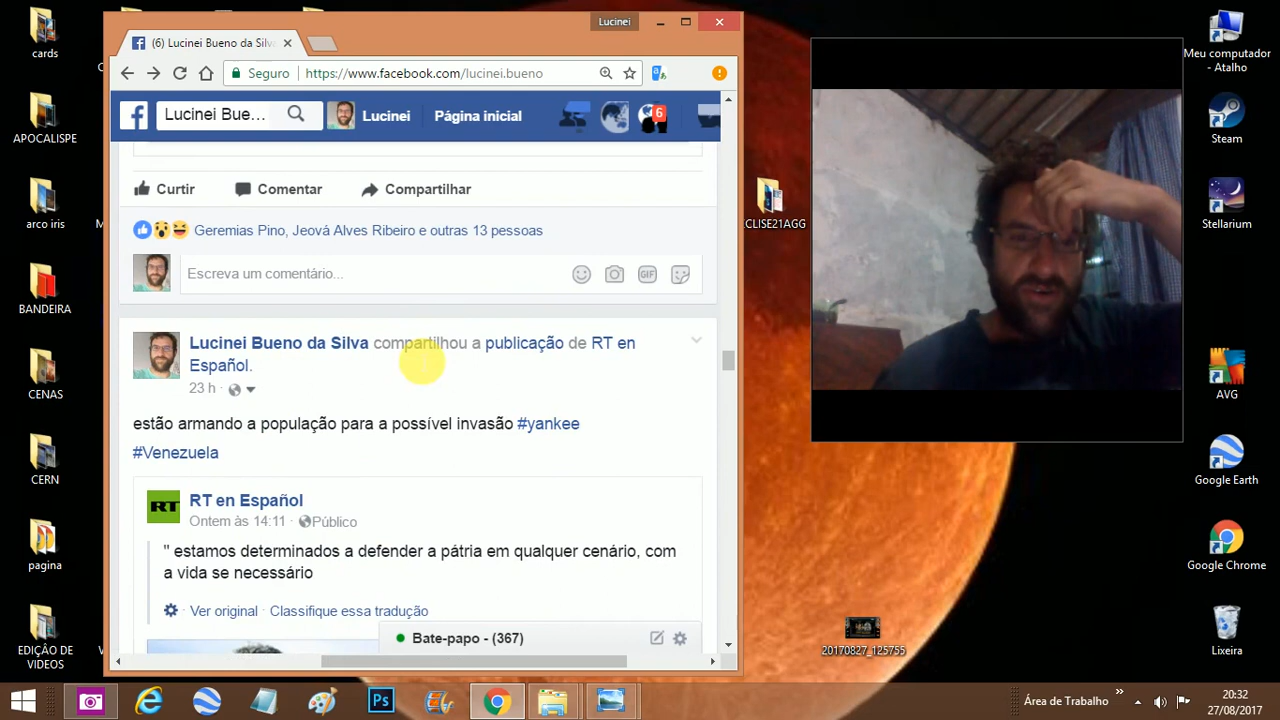 cards
APOCALISPE
arco iris
BANDEIRA
CENAS
CERN
pagina
EDIÇÃO DE
VIDEOS
Lucinei
(6) Lucinei Bueno da Silv
Seguro
https://www.facebook.com/lucinei.bueno
Lucinei Bue...
Lucinei
Página inicial
6
Curtir
Comentar
Compartilhar
Geremias Pino, Jeová Alves Ribeiro e outras 13 pessoas
Escreva um comentário...
GIF
Lucinei Bueno da Silva compartilhou a publicação de RT en
Español.
23 h ·
estão armando a população para a possível invasão #yankee
#Venezuela
RT
RT en Español
Ontem às 14:11 · Público
" estamos determinados a defender a pátria em qualquer cenário, com
a vida se necessário
· Ver original · Classifique essa tradução
Bate-papo - (367)
CLISE21AGG
20170827_125755
Meu computador
- Atalho
Steam
Stellarium
AVG
Google Earth
Google Chrome
Lixeira
Ps
Área de Trabalho
20:32
27/08/2017